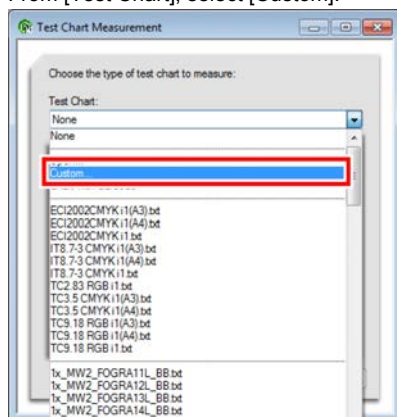 From [Test Chart], select [Custom].
Test Chart Measurement
Choose the type of test chart to measure:
Test Chart:
None
None
Custom...
ECI2002CMYK i1(A3).txt
ECI2002CMYK i1(A4).txt
ECI2002CMYK i1.txt
IT8.7-3 CMYK i1(A3).txt
IT8.7-3 CMYK i1(A4).txt
IT8.7-3 CMYK i1.txt
TC2.83 RGB i1.txt
TC3.5 CMYK i1(A3).txt
TC3.5 CMYK i1(A4).txt
TC9.18 RGB i1(A3).txt
TC9.18 RGB i1(A4).txt
TC9.18 RGB i1.txt
1x_MW2_FOGRA11L_BB.txt
1x_MW2_FOGRA12L_BB.txt
1x_MW2_FOGRA13L_BB.txt
1x_MW2_FOGRA14L_BB.txt